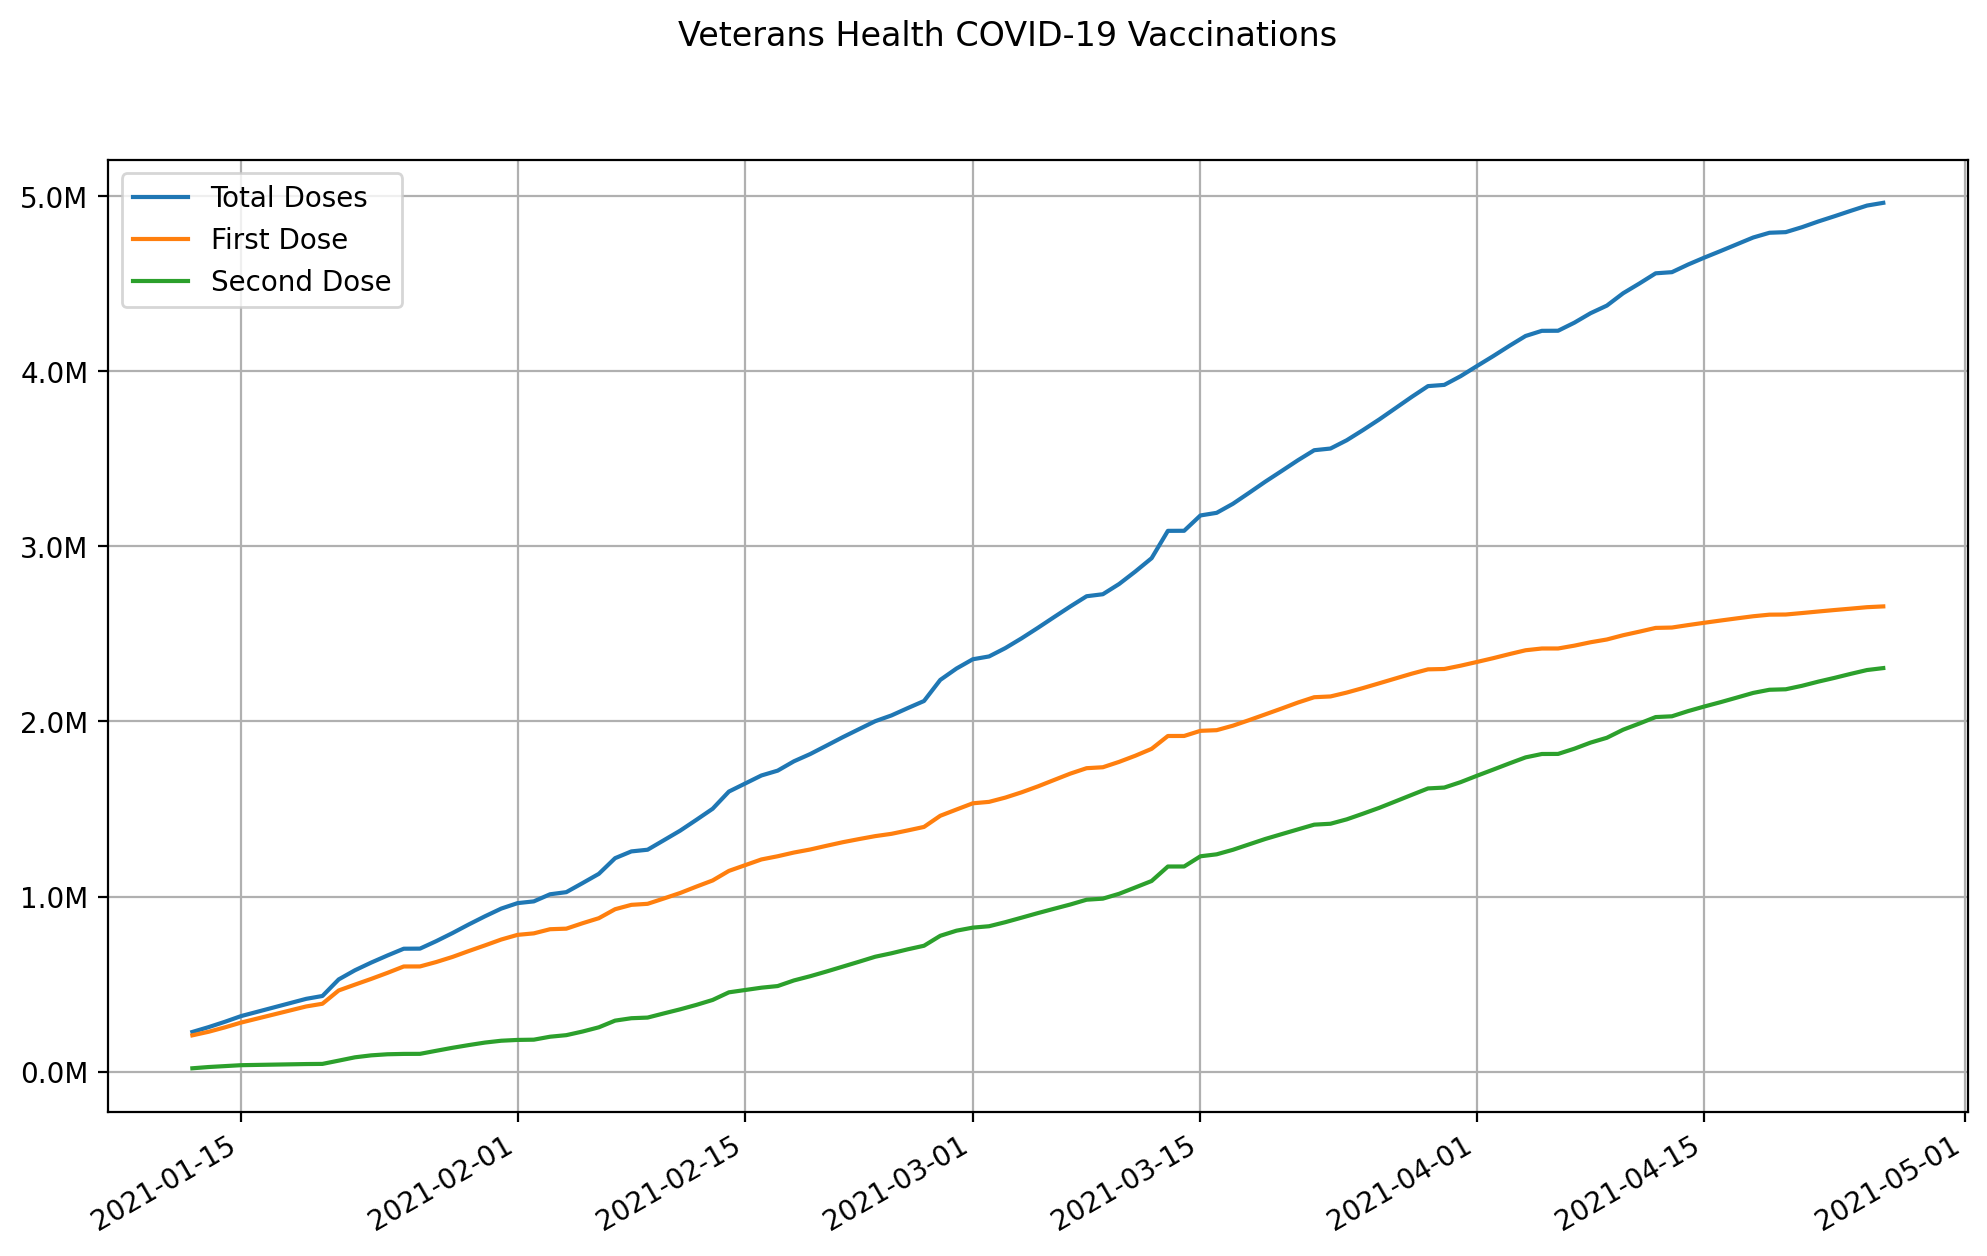 Veterans Health COVID-19 Vaccinations
Total Doses
First Dose
Second Dose
5.0M
4.0M
3.0M
2.0M
1.0M
0.0M
2021-01-15
2021-02-01
2021-02-15
2021-03-01
2021-03-15
2021-04-01
2021-04-15
2021-05-01